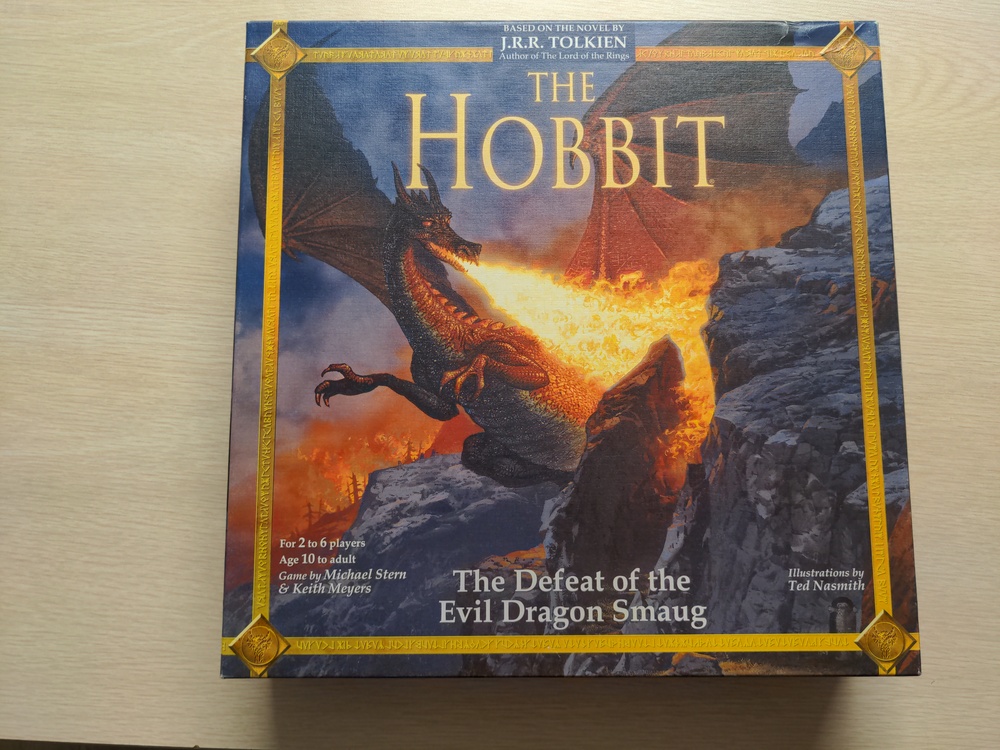 BASED ON THE NOVEL BY
J.R.R. TOLKIEN
Author of The Lord of the Rings
THE
HOBBIT
For 2 to 6 players
Age 10 to adult
Game by Michael Stern
& Keith Meyers
The Defeat of the
Evil Dragon Smaug
Illustrations by
Ted Nasmith